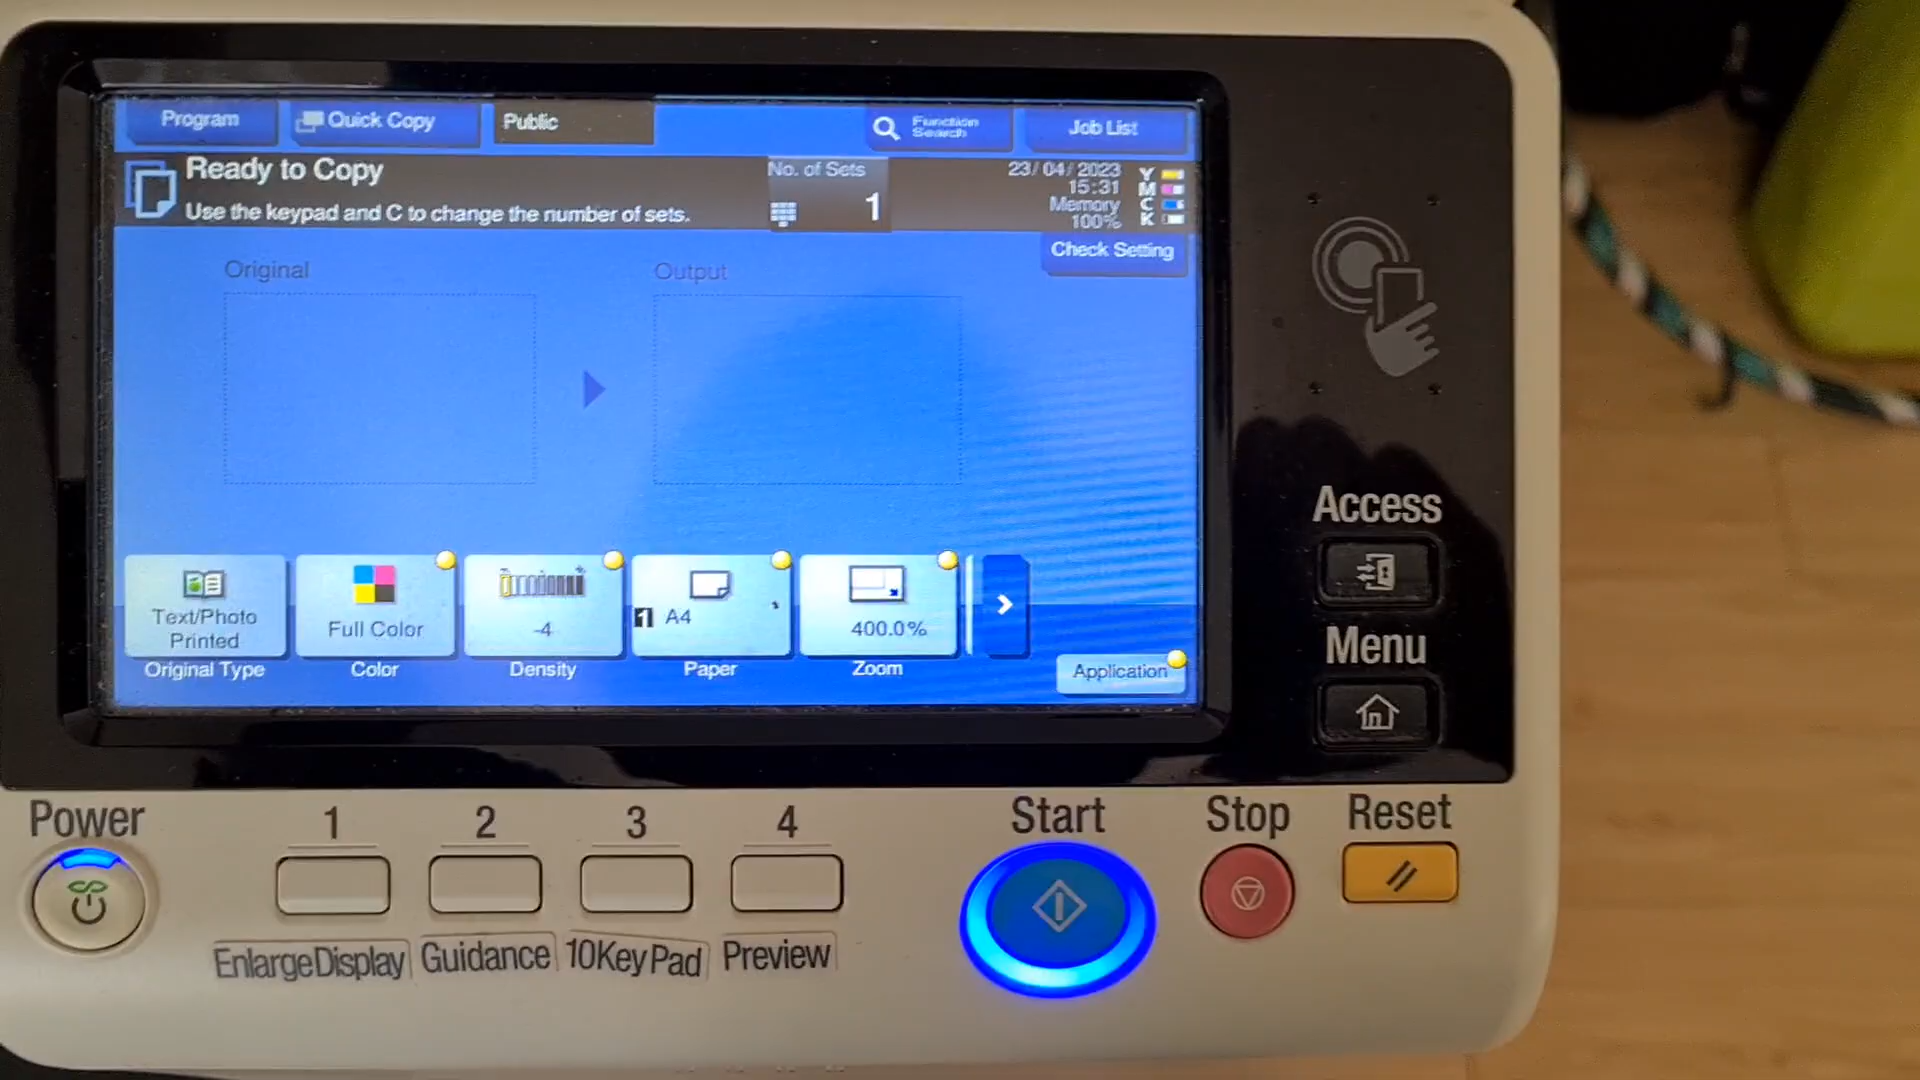 Program
Quick Copy
Public
Function
Search
Job List
Ready to Copy
Use the keypad and C to change the number of sets.
No. of Sets
1
23/04/2023
15:31
Memory
100%
Y
M
C
K
Check Setting
Original
Output
Text/Photo
Printed
Original Type
Full Color
Color
-4
Density
1 A4
Paper
400.0%
Zoom
Application
Access
Menu
Power
1
2
3
4
Start
Stop
Reset
Enlarge Display
Guidance
10 Key Pad
Preview